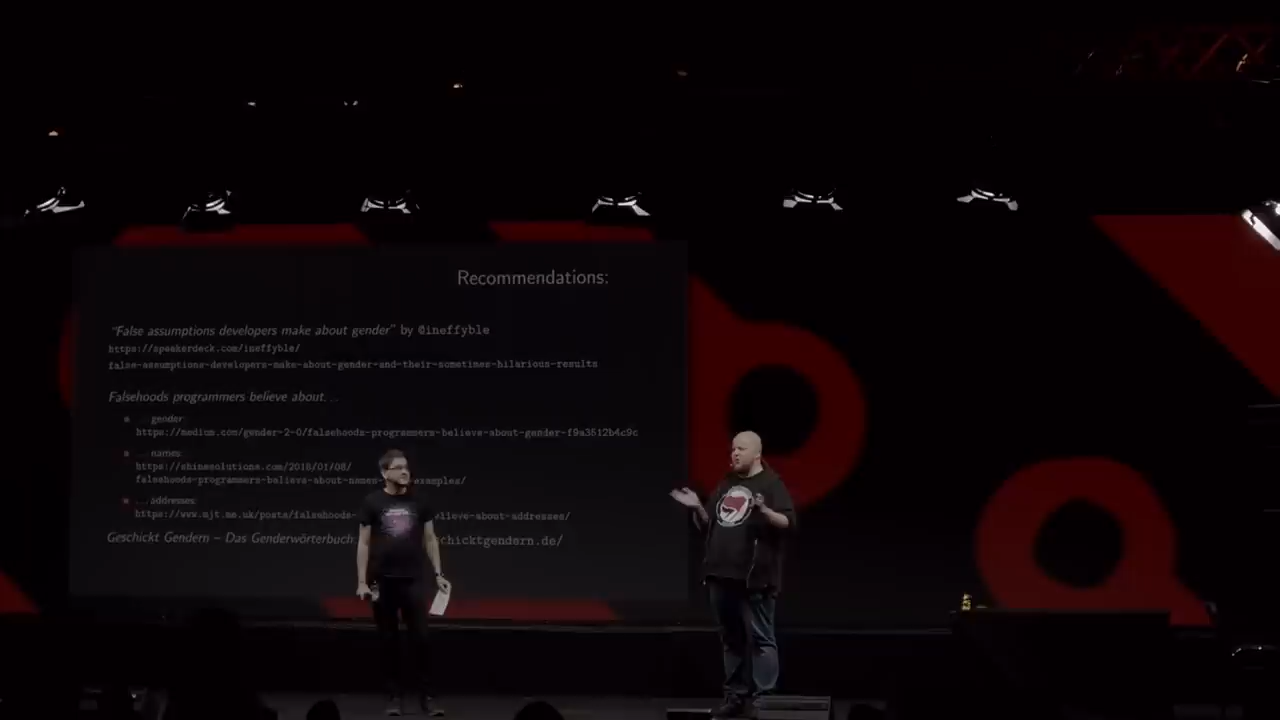 Recommendations:
"False assumptions developers make about gender" by @ineffyble
https://speakerdeck.com/ineffyble/
false-assumptions-developers-make-about-gender-and-their-sometimes-hilarious-results
Falsehoods programmers believe about...
...gender:
https://medium.com/gender-2-0/falsehoods-programmers-believe-about-gender-f9a3512b4c9c
...names:
https://shinesolutions.com/2018/01/08/
falsehoods-programmers-believe-about-names- examples/
...addresses:
https://www.mjt.me.uk/posts/falsehoods- elieve-about-addresses/
Geschickt Gendern – Das Genderwörterbuch: chicktgendern.de/